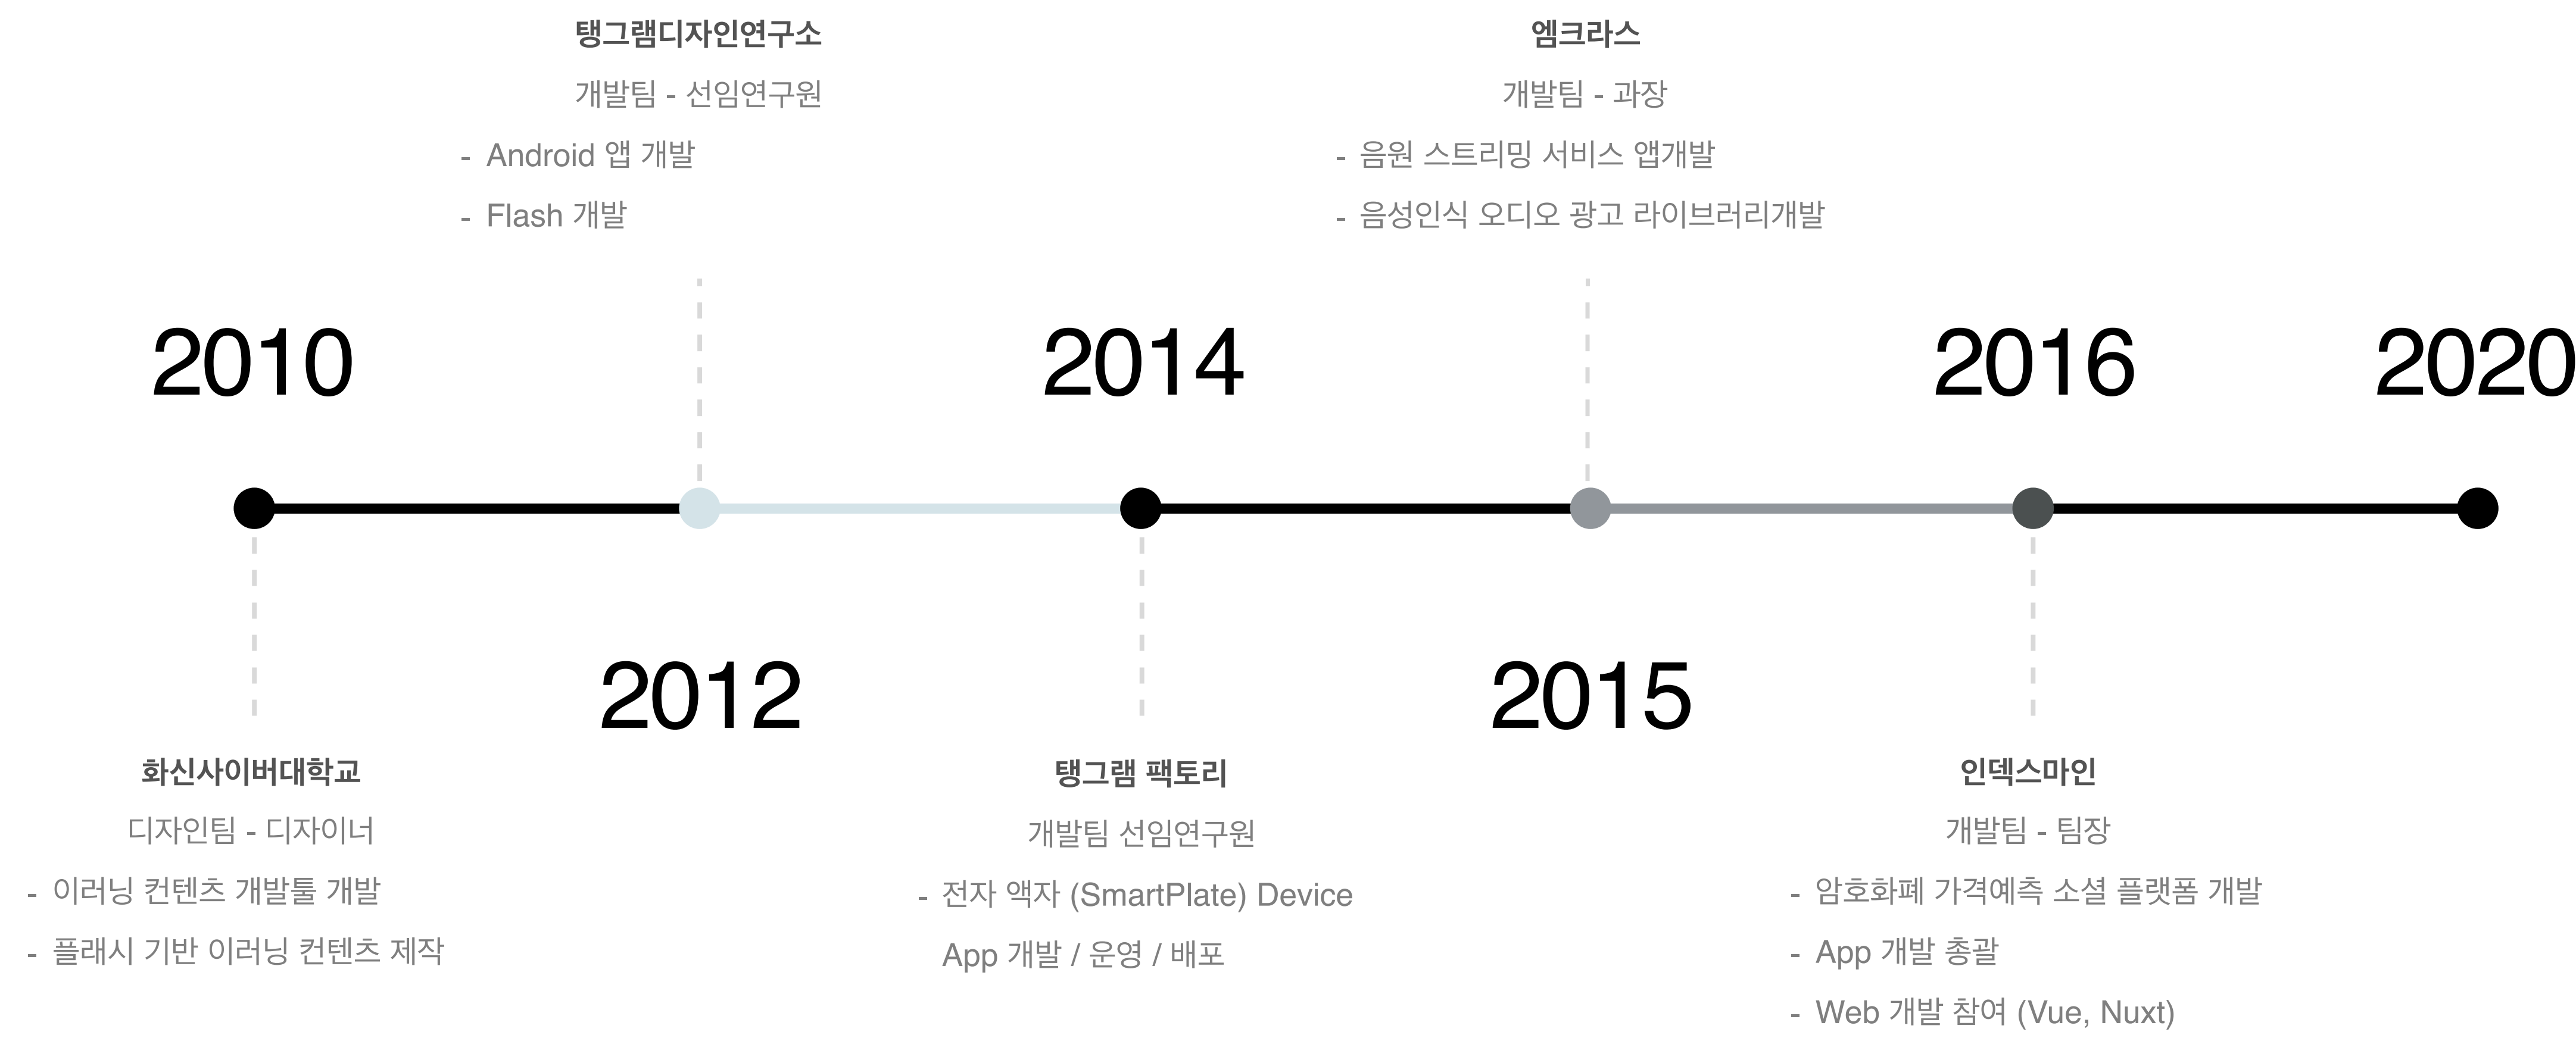 탱그램디자인연구소
개발팀 - 선임연구원
- Android 앱 개발
- Flash 개발
엠크라스
개발팀 - 과장
- 음원 스트리밍 서비스 앱개발
- 음성인식 오디오 광고 라이브러리개발
2010
2014
2016
2020
2012
2015
화신사이버대학교
디자인팀 - 디자이너
- 이러닝 컨텐츠 개발툴 개발
- 플래시 기반 이러닝 컨텐츠 제작
탱그램 팩토리
개발팀 선임연구원
- 전자 액자 (SmartPlate) Device
App 개발 / 운영 / 배포
인덱스마인
개발팀 - 팀장
- 암호화폐 가격예측 소셜 플랫폼 개발
- App 개발 총괄
- Web 개발 참여 (Vue, Nuxt)